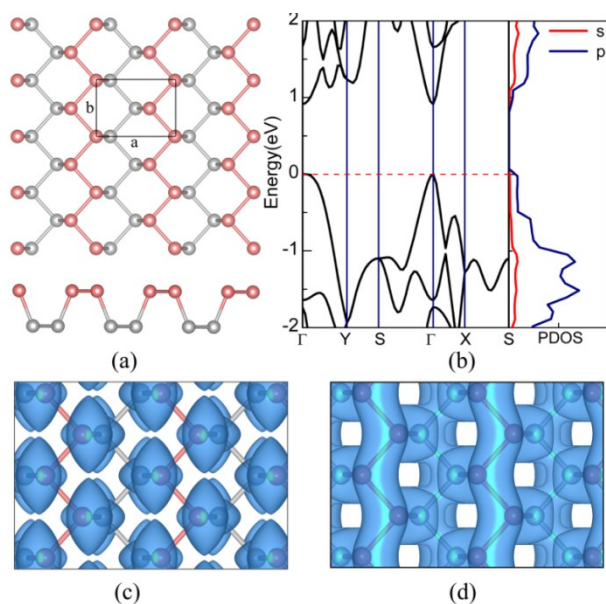 b
a
(a)
Energy(eV)
2
1
0
-1
-2
Γ Y S Γ X S PDOS
s
p
(b)
(c)
(d)